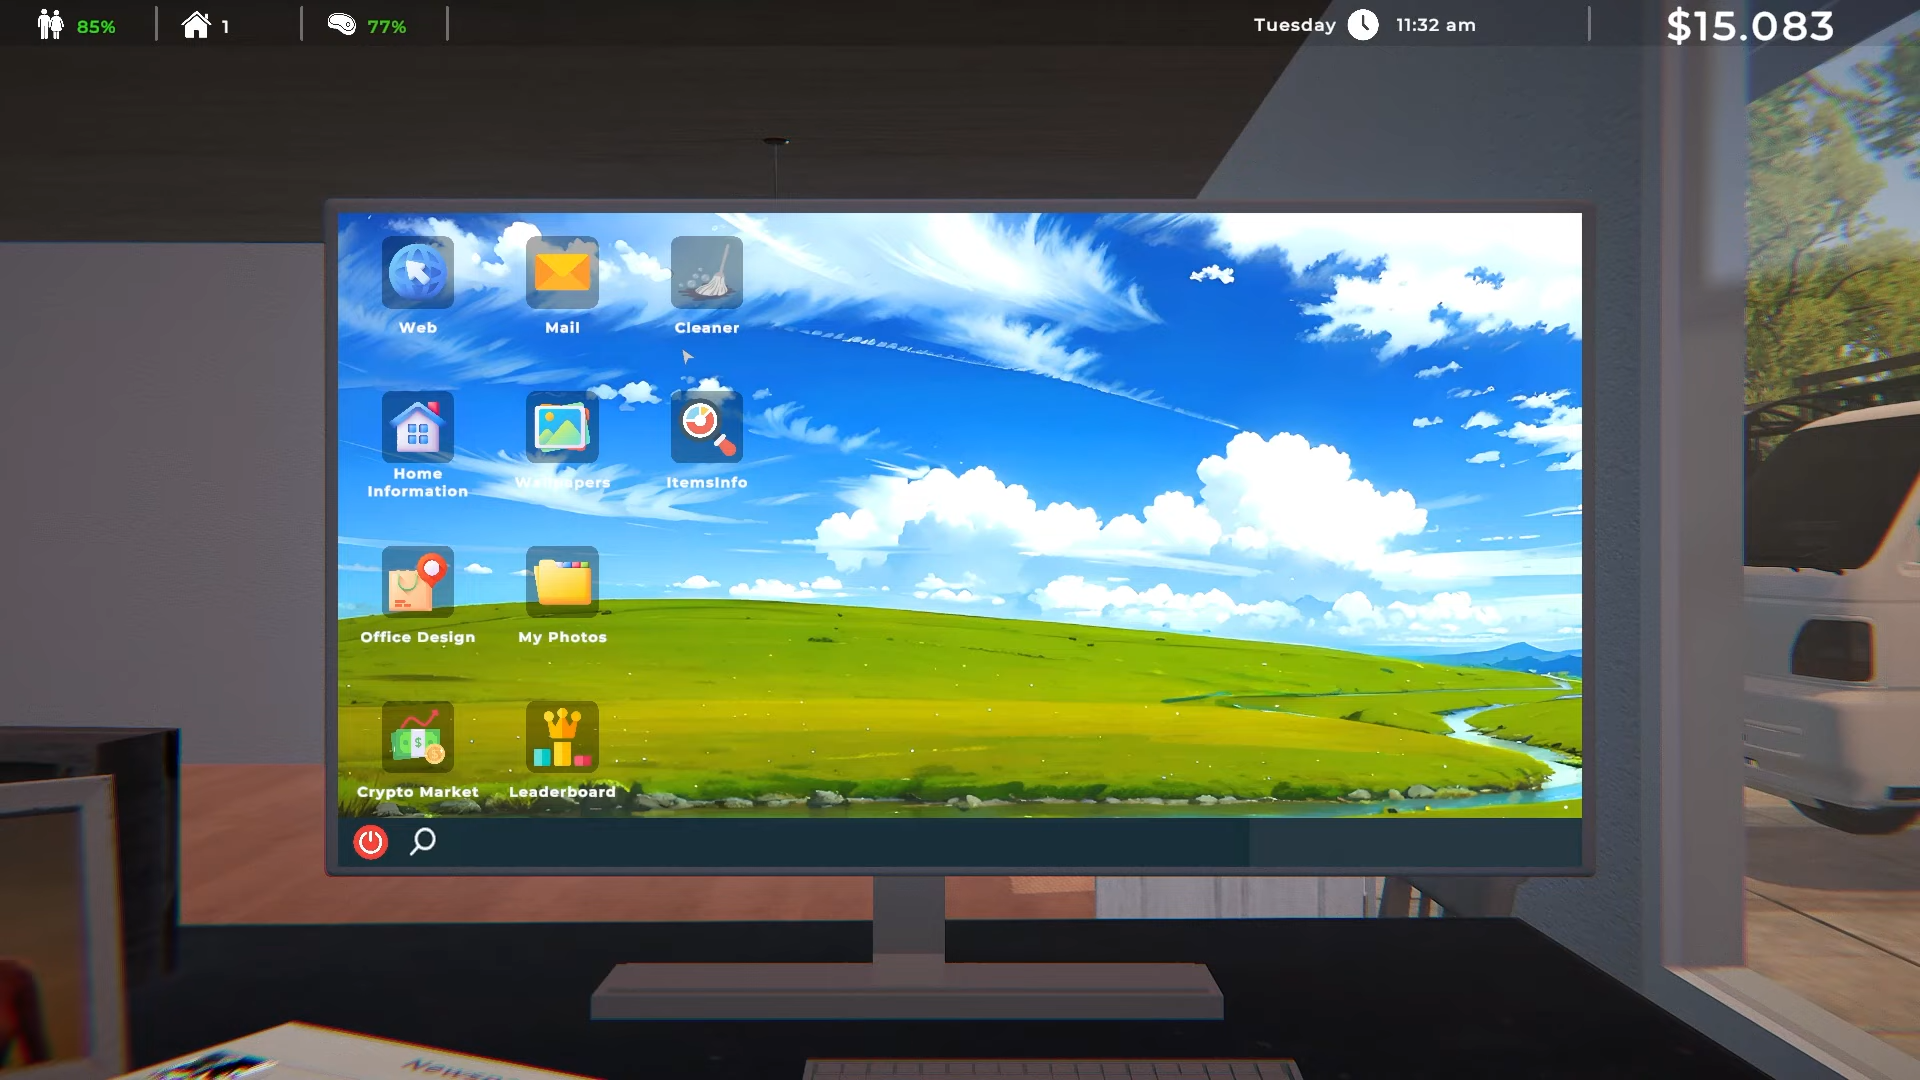 85%
1
77%
Tuesday 11:32 am
$15.083
Web
Mail
Cleaner
Home
Information
Wallpapers
ItemsInfo
Office Design
My Photos
Crypto Market
Leaderboard